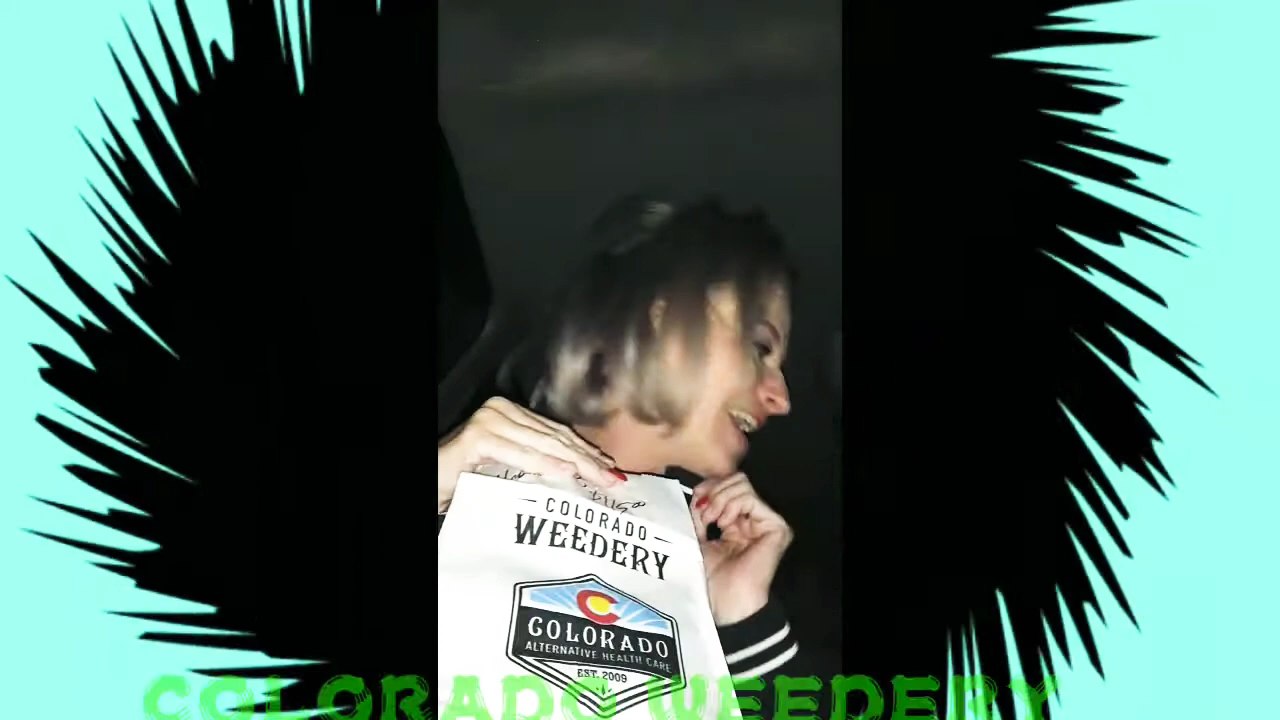 COLORADO
WEEDERY
COLORADO
ALTERNATIVE HEALTH CARE
EST. 2009
COLORADO WEEDERY